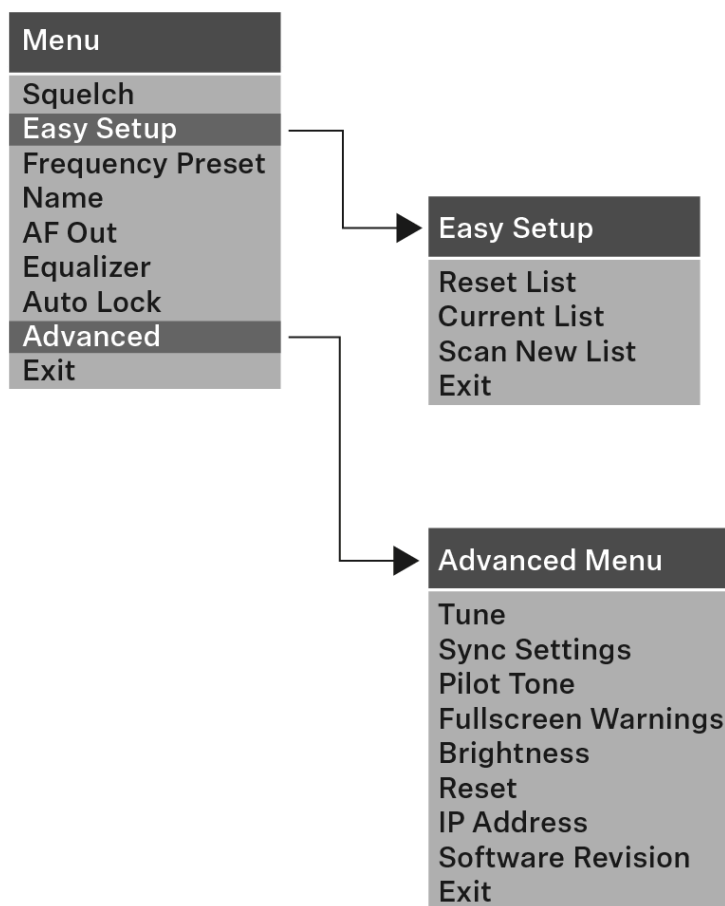 Menu
Squelch
Easy Setup
Frequency Preset
Name
AF Out
Equalizer
Auto Lock
Advanced
Exit
Easy Setup
Reset List
Current List
Scan New List
Exit
Advanced Menu
Tune
Sync Settings
Pilot Tone
Fullscreen Warnings
Brightness
Reset
IP Address
Software Revision
Exit